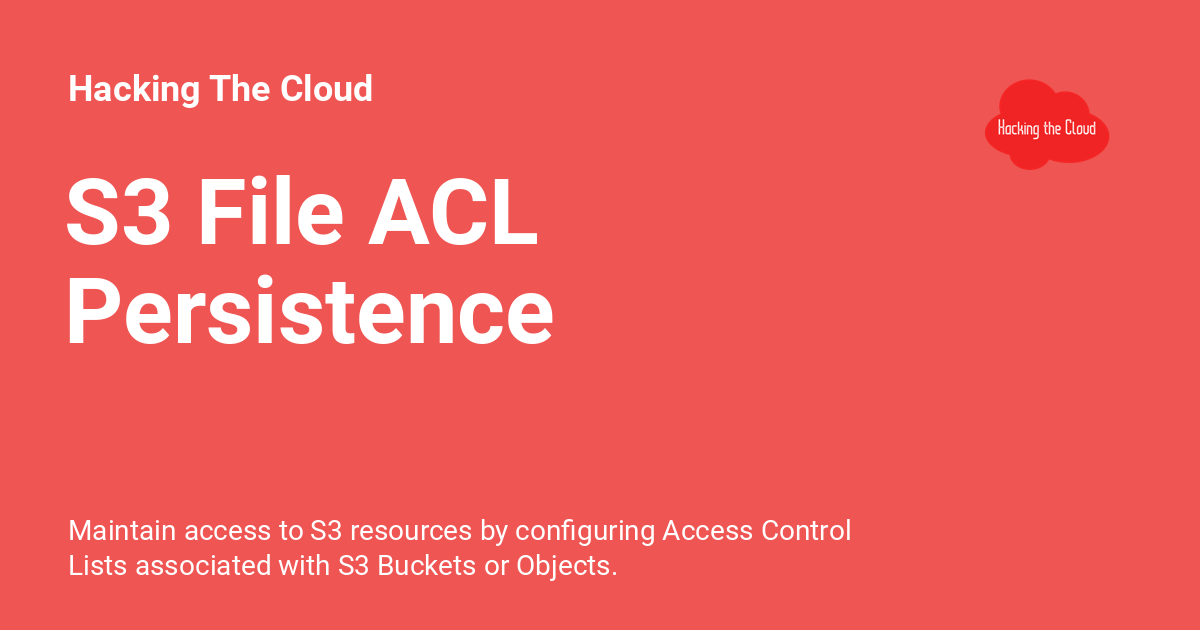 Hacking The Cloud
Hacking the Cloud
S3 File ACL
Persistence
Maintain access to S3 resources by configuring Access Control
Lists associated with S3 Buckets or Objects.